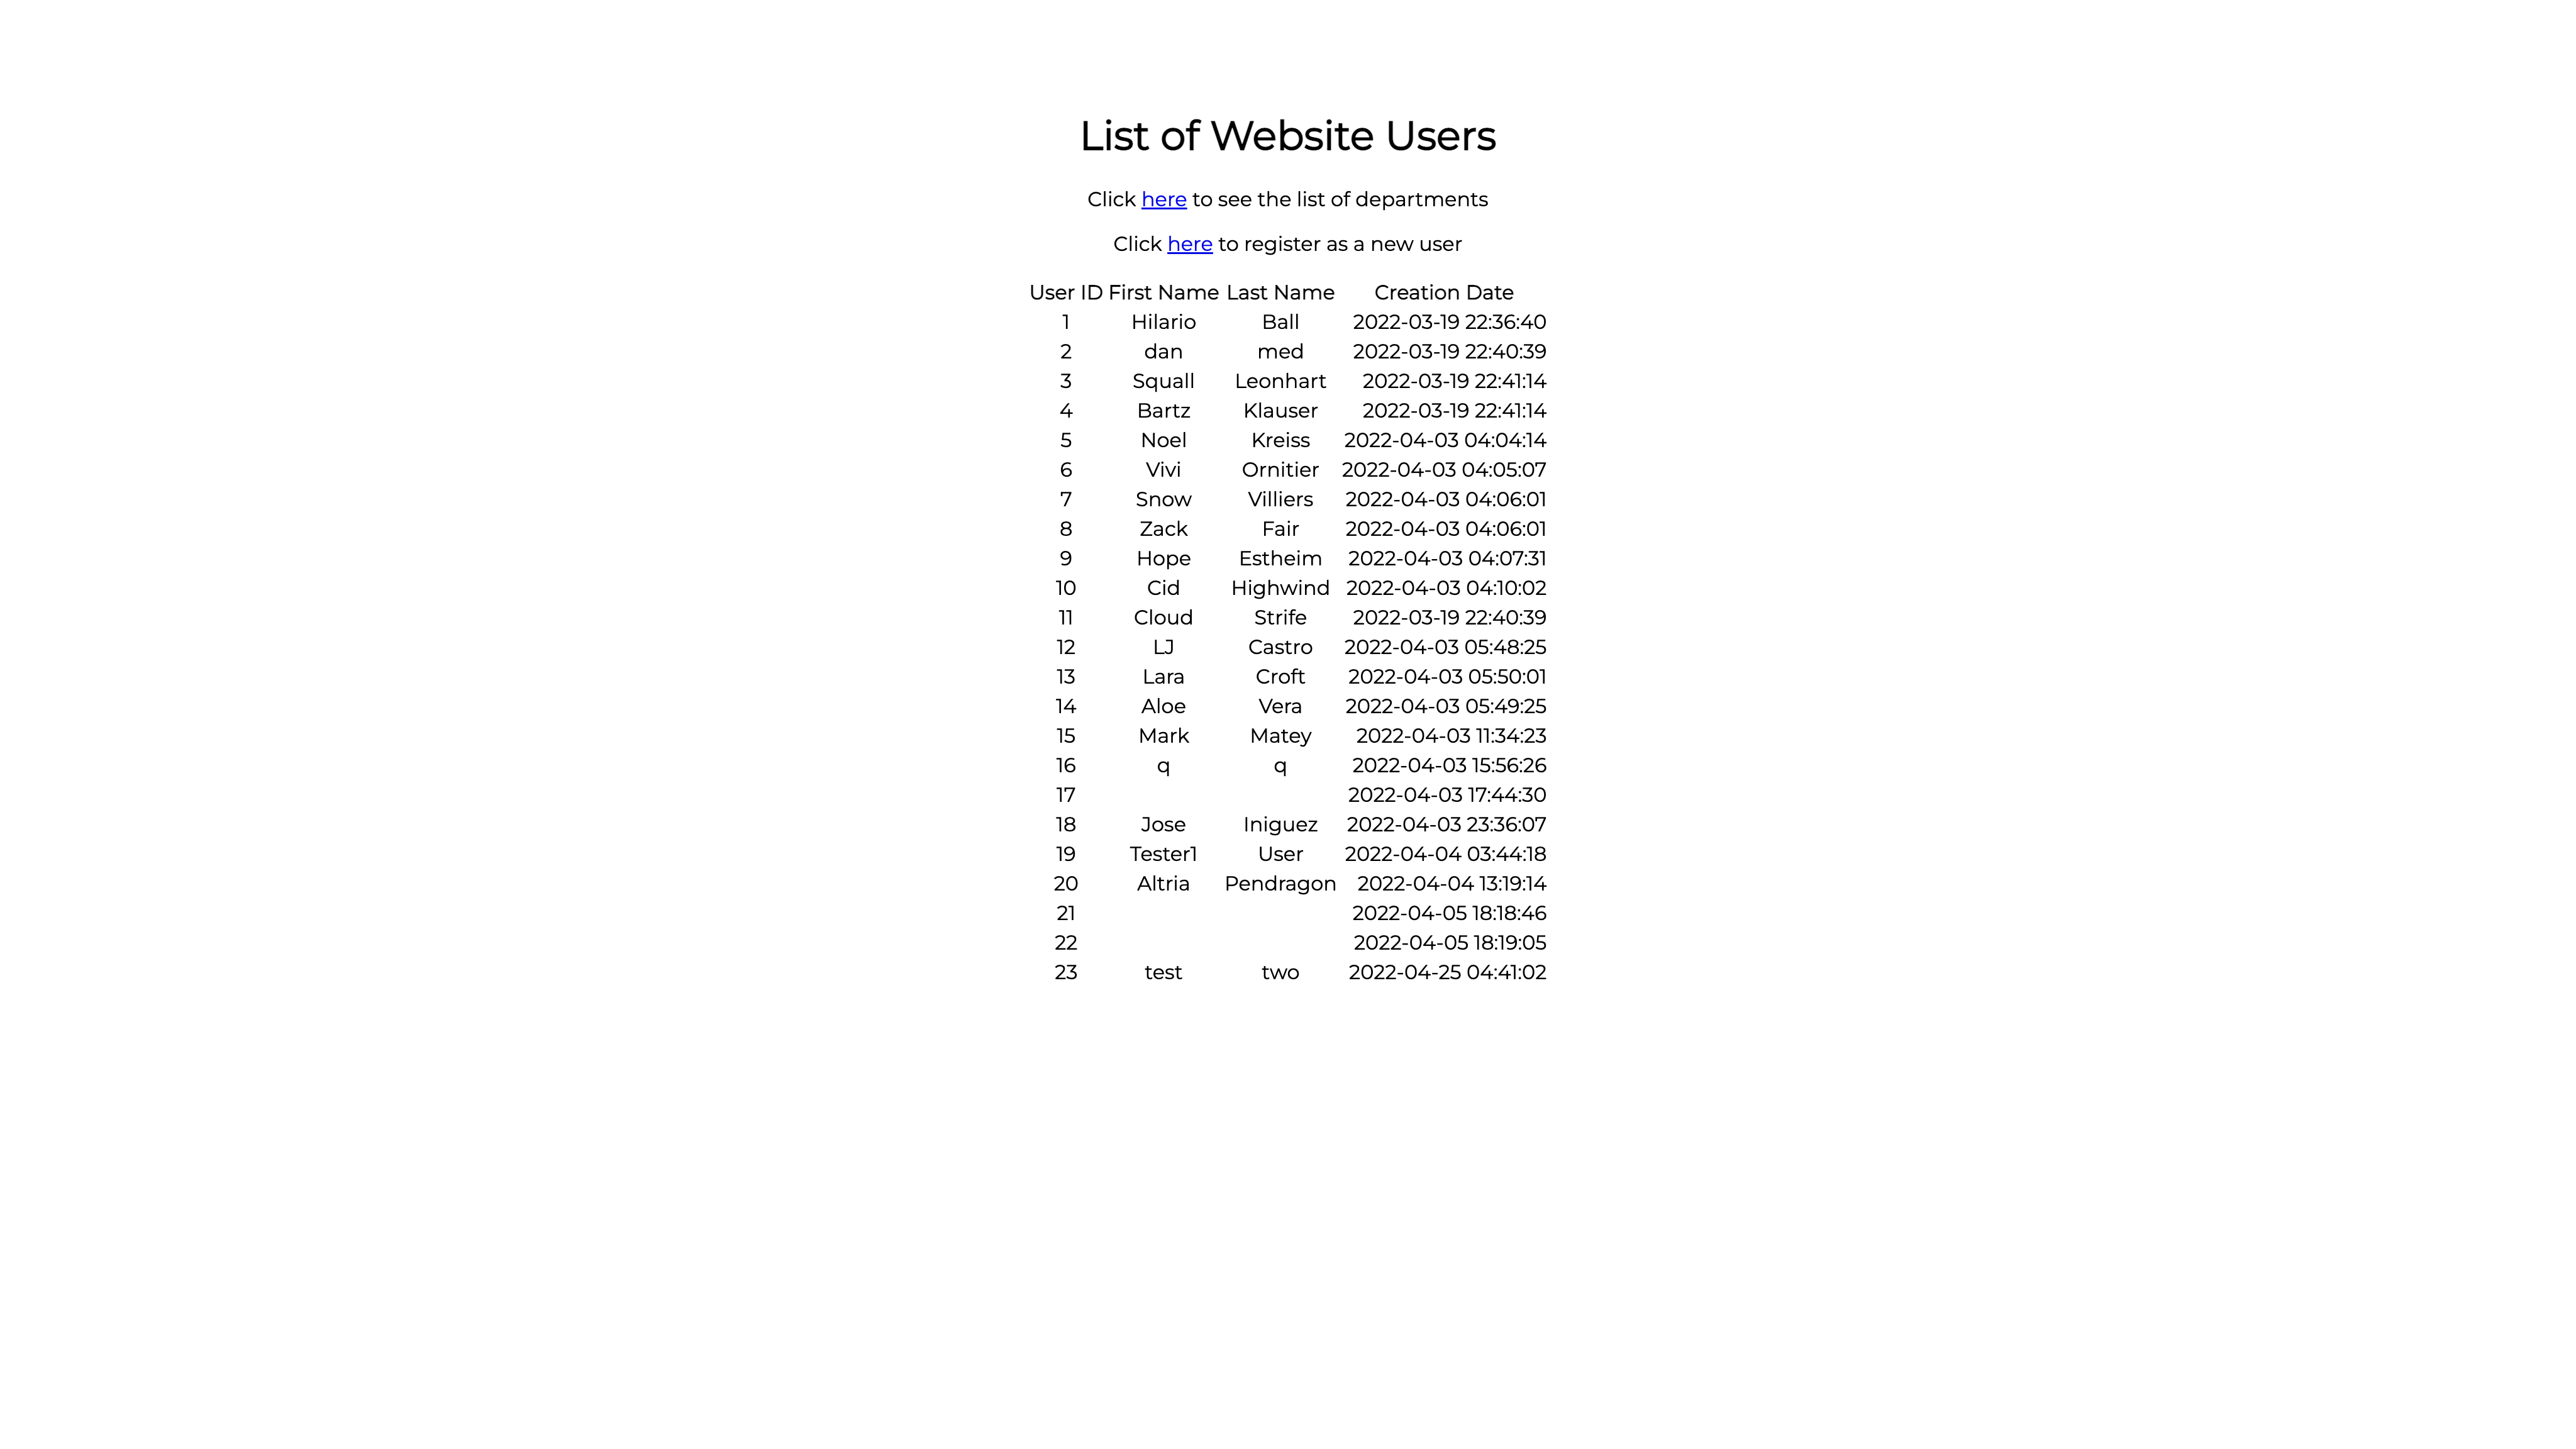 List of Website Users
Click here to see the list of departments
Click here to register as a new user
User ID First Name Last Name Creation Date
1 Hilario Ball 2022-03-19 22:36:40
2 dan med 2022-03-19 22:40:39
3 Squall Leonhart 2022-03-19 22:41:14
4 Bartz Klauser 2022-03-19 22:41:14
5 Noel Kreiss 2022-04-03 04:04:14
6 Vivi Ornitier 2022-04-03 04:05:07
7 Snow Villiers 2022-04-03 04:06:01
8 Zack Fair 2022-04-03 04:06:01
9 Hope Estheim 2022-04-03 04:07:31
10 Cid Highwind 2022-04-03 04:10:02
11 Cloud Strife 2022-03-19 22:40:39
12 LJ Castro 2022-04-03 05:48:25
13 Lara Croft 2022-04-03 05:50:01
14 Aloe Vera 2022-04-03 05:49:25
15 Mark Matey 2022-04-03 11:34:23
16 q q 2022-04-03 15:56:26
17 2022-04-03 17:44:30
18 Jose Iniguez 2022-04-03 23:36:07
19 Tester1 User 2022-04-04 03:44:18
20 Altria Pendragon 2022-04-04 13:19:14
21 2022-04-05 18:18:46
22 2022-04-05 18:19:05
23 test two 2022-04-25 04:41:02